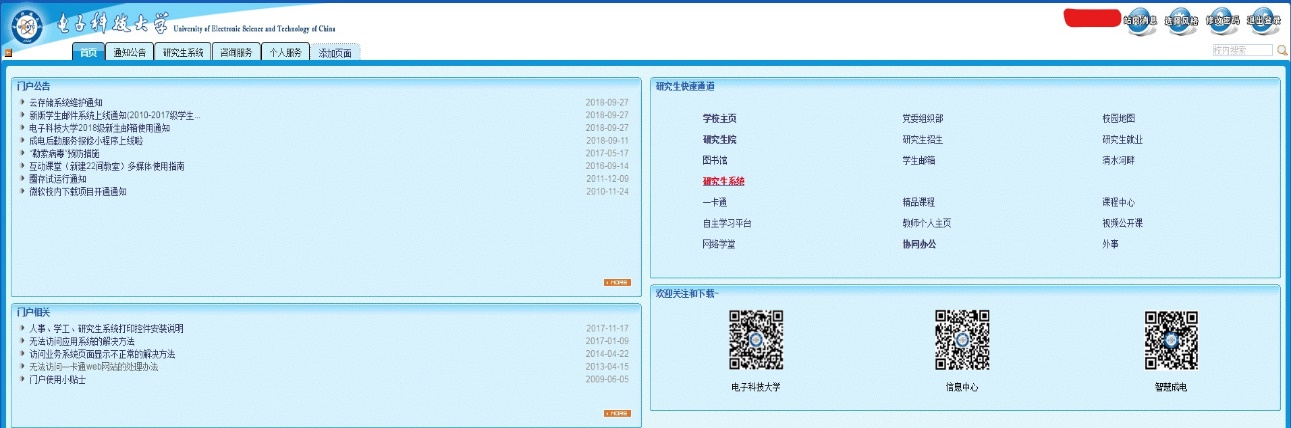 电子科技大学 University of Electronic Science and Technology of China
站内消息 选择风格 修改密码 退出登录
首页 通知公告 研究生系统 咨询服务 个人服务 添加页面
校内搜索
门户公告
云存储系统维护通知 2018-09-27
新版学生邮件系统上线通知(2010-2017级学生... 2018-09-27
电子科技大学2018级新生邮箱使用通知 2018-09-27
成电后勤服务报修小程序上线啦 2018-09-11
“勒索病毒”预防措施 2017-05-17
互动课堂（新建22间教室）多媒体使用指南 2016-09-14
圈存试运行通知 2011-12-09
微软校内下载项目开通通知 2010-11-24
MORE
门户相关
人事、学工、研究生系统打印控件安装说明 2017-11-17
无法访问应用系统的解决方法 2017-01-09
访问业务系统页面显示不正常的解决方法 2014-04-22
无法访问一卡通web网站的处理办法 2013-04-15
门户使用小贴士 2009-06-05
MORE
研究生快速通道
学校主页 党委组织部 校园地图
研究生院 研究生招生 研究生就业
图书馆 学生邮箱 清水河畔
研究生系统
一卡通 精品课程 课程中心
自主学习平台 教师个人主页 视频公开课
网络学堂 协同办公 外事
欢迎关注和下载~
电子科技大学 信息中心 智慧成电